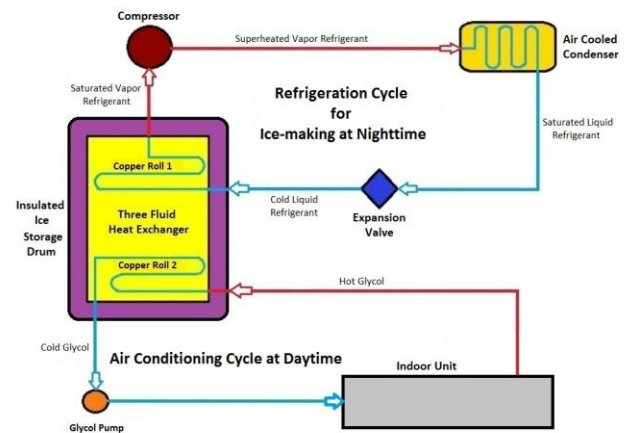 Compressor
Superheated Vapor Refrigerant
Air Cooled
Condenser
Saturated Vapor
Refrigerant
Refrigeration Cycle
for
Ice-making at Nighttime
Saturated Liquid
Refrigerant
Copper Roll 1
Cold Liquid
Refrigerant
Expansion
Valve
Insulated
Ice
Storage
Drum
Three Fluid
Heat Exchanger
Copper Roll 2
Hot Glycol
Cold Glycol
Air Conditioning Cycle at Daytime
Indoor Unit
Glycol Pump